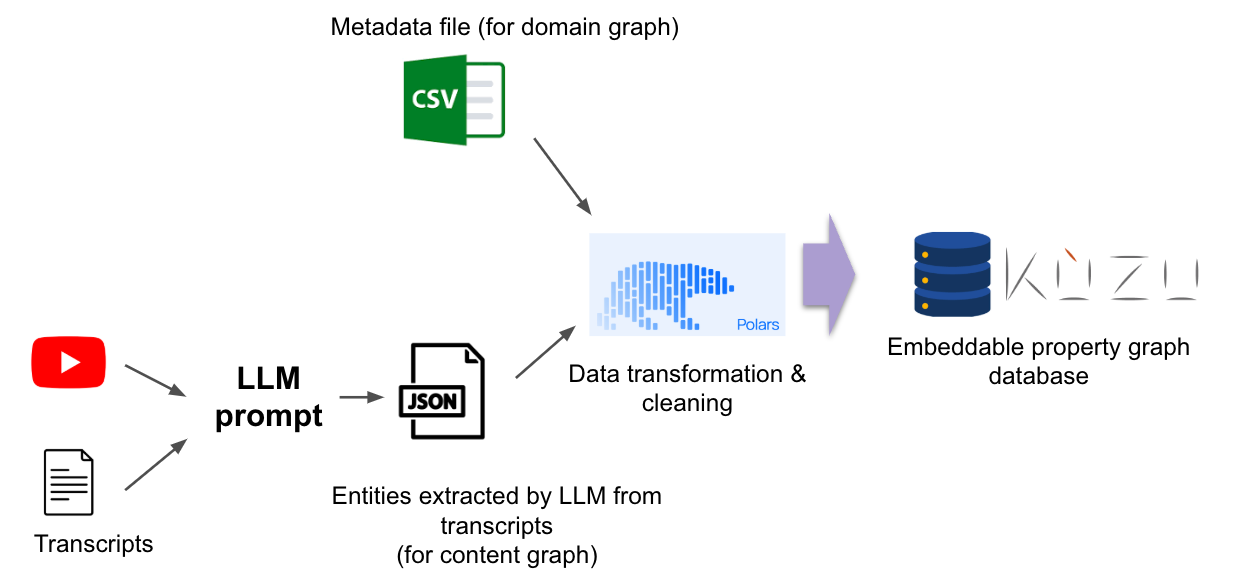 Metadata file (for domain graph)
CSV
Polars
kùzu
Embeddable property graph
database
Data transformation &
cleaning
LLM
prompt
JSON
Entities extracted by LLM from
transcripts
(for content graph)
Transcripts